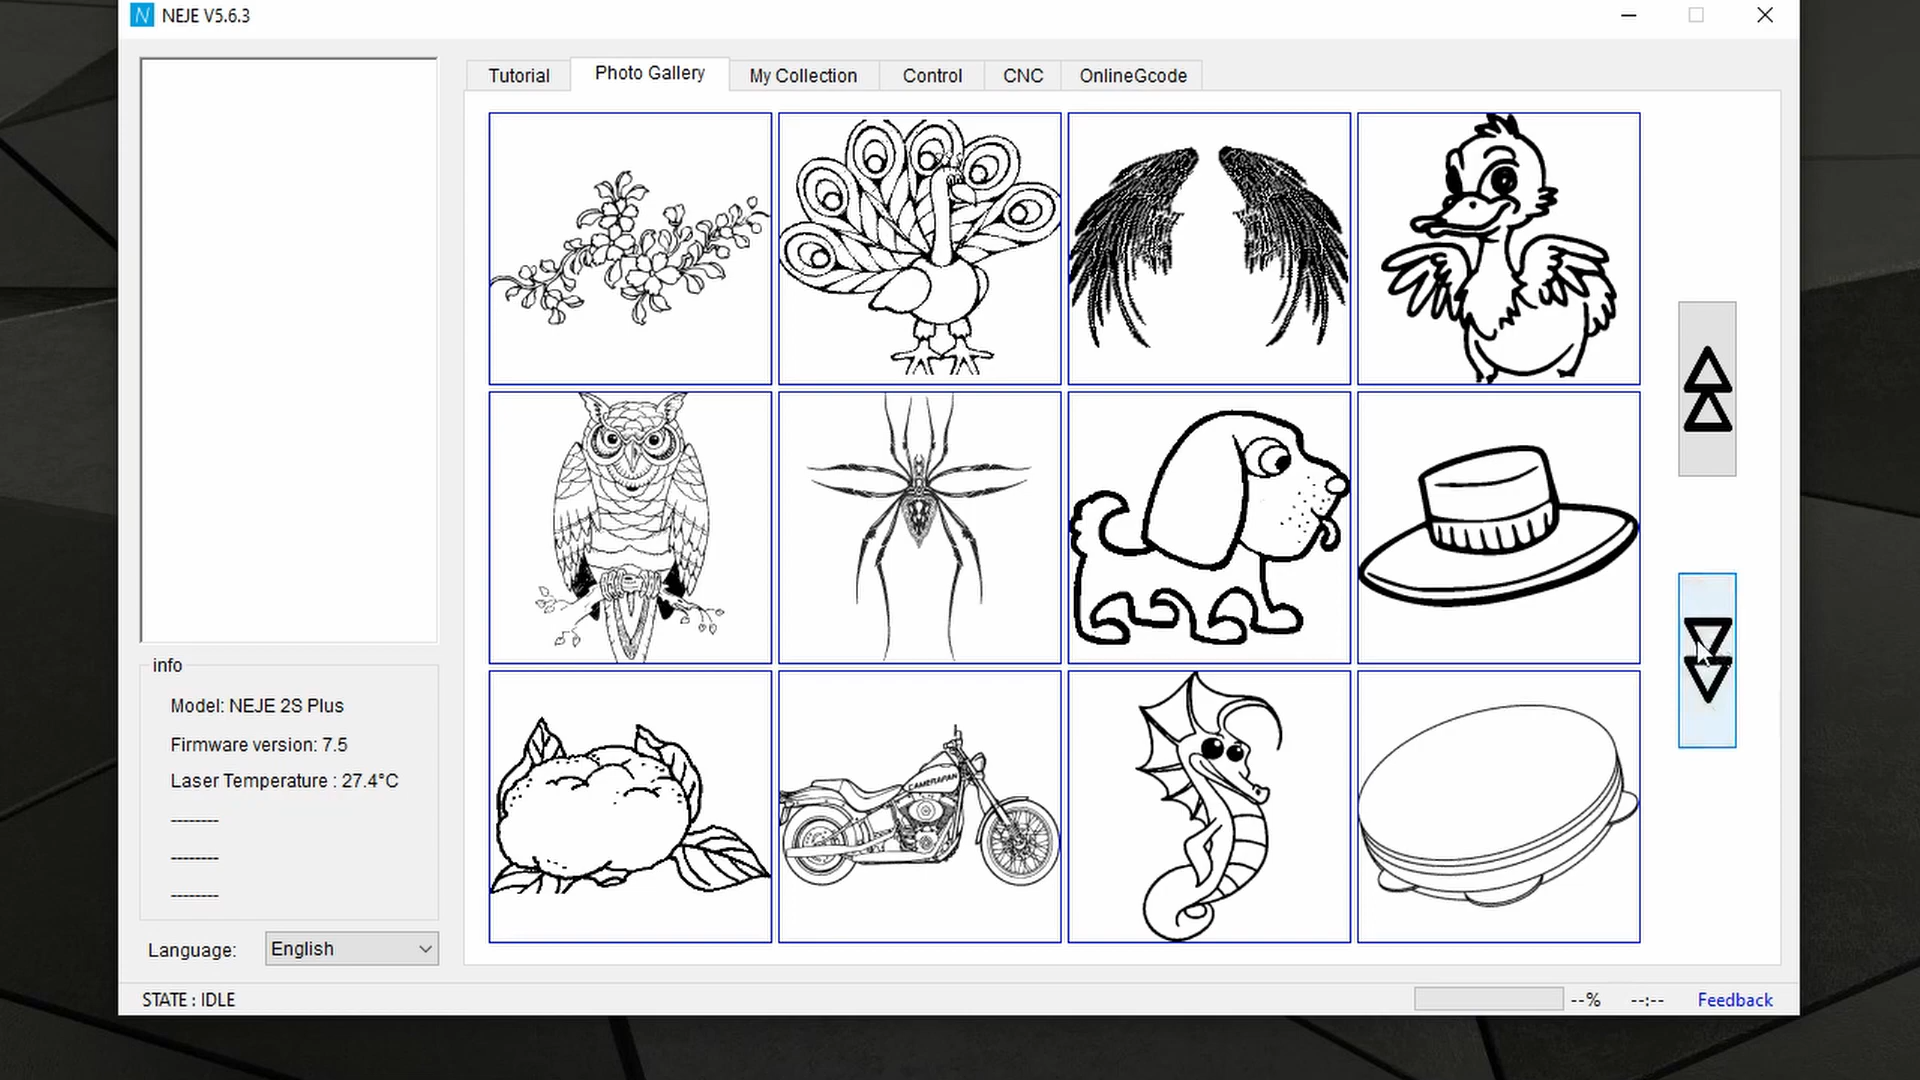 NEJE V5.6.3
Tutorial
Photo Gallery
My Collection
Control
CNC
OnlineGcode
CAMERAMAN
info
Model: NEJE 2S Plus
Firmware version: 7.5
Laser Temperature : 27.4°C
--------
--------
--------
Language:
English
STATE : IDLE
--%
--:--
Feedback